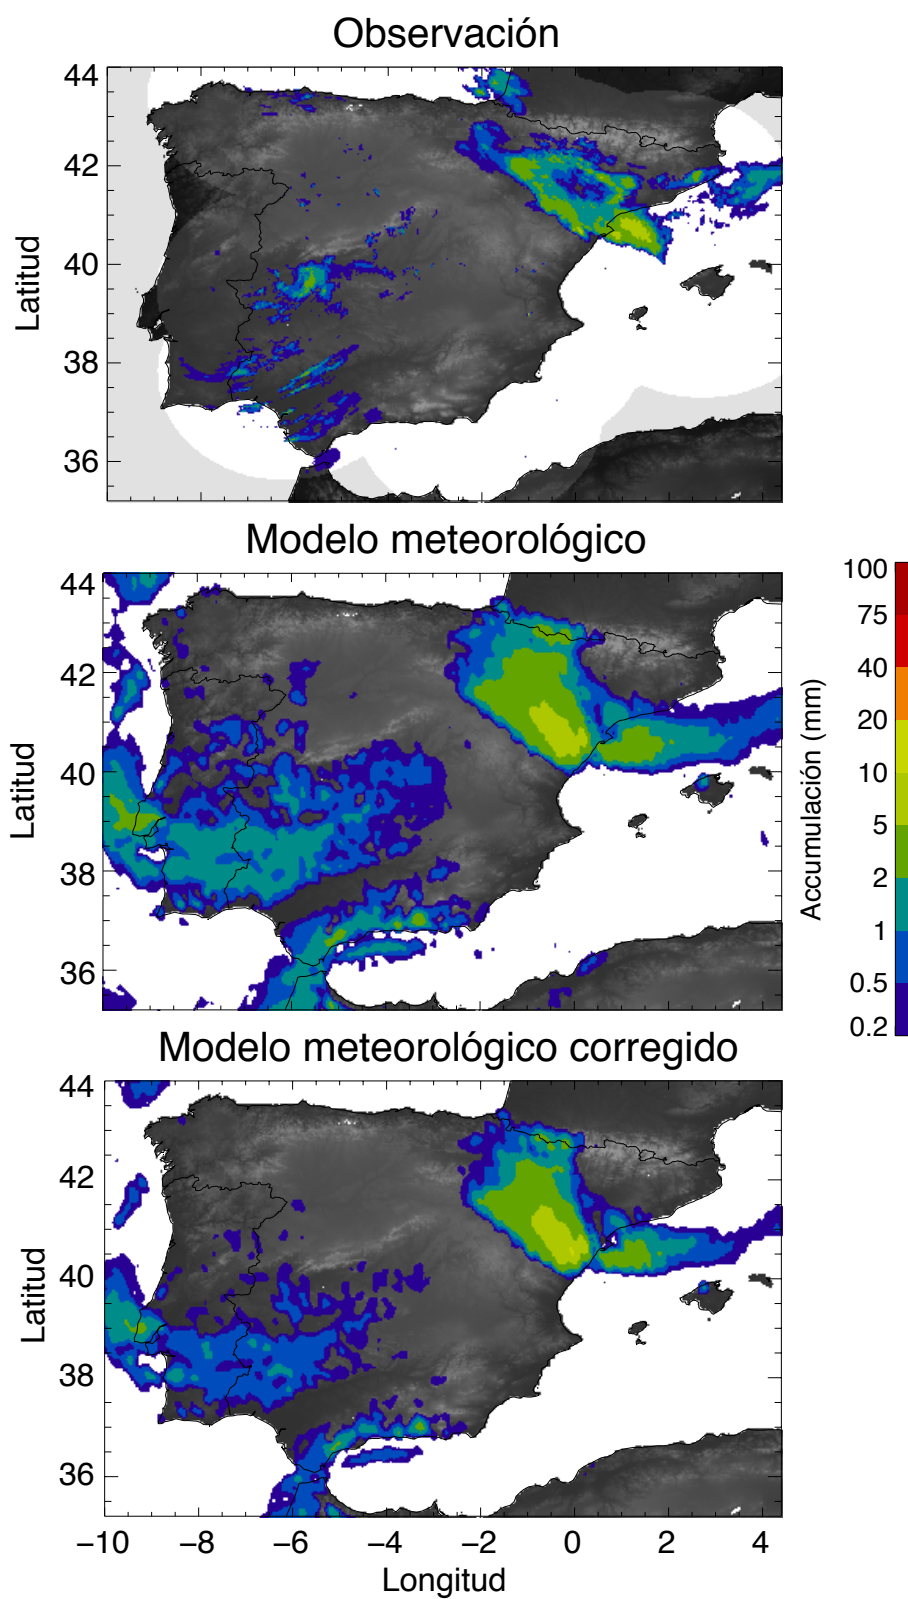 Observación
44
42
40
38
36
Latitud
Modelo meteorológico
44
42
40
38
36
Latitud
100
75
40
20
10
5
2
1
0.5
0.2
Accumulación (mm)
Modelo meteorológico corregido
44
42
40
38
36
Latitud
−10 −8 −6 −4 −2 0 2 4
Longitud